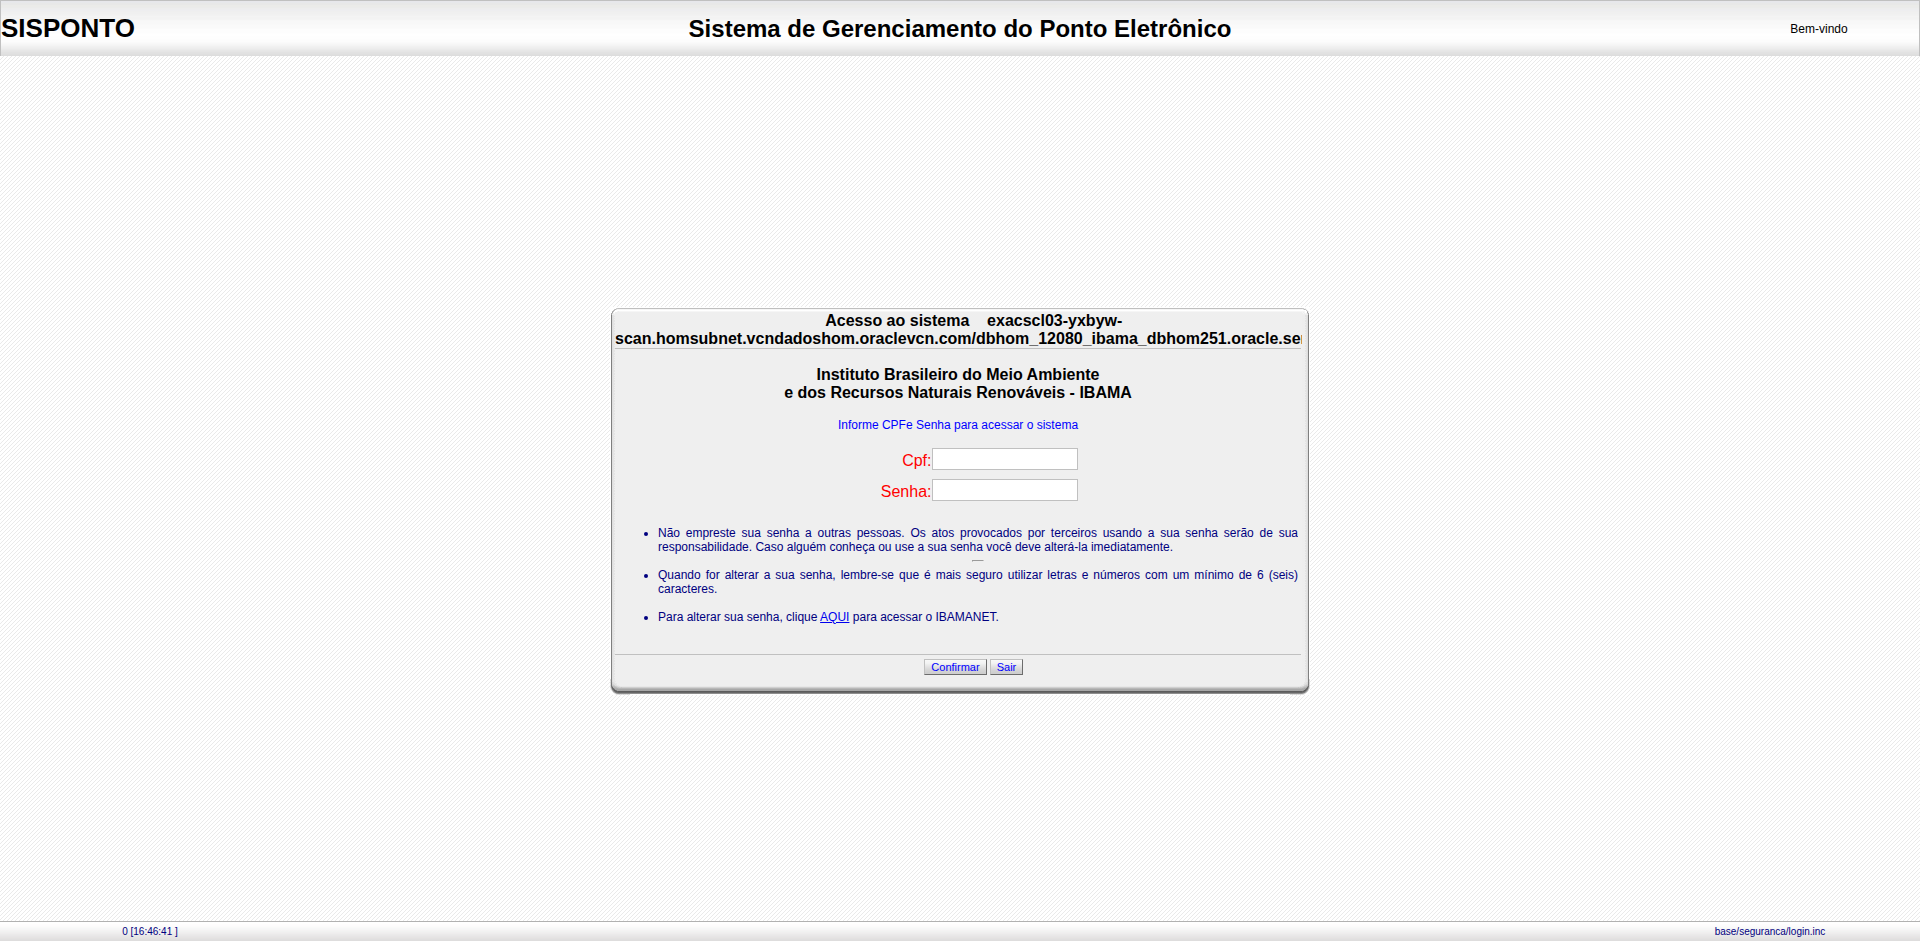 SISPONTO
Sistema de Gerenciamento do Ponto Eletrônico
Bem-vindo
Acesso ao sistema exacscl03-yxbyw-
scan.homsubnet.vcndadoshom.oraclevcn.com/dbhom_12080_ibama_dbhom251.oracle.se
Instituto Brasileiro do Meio Ambiente
e dos Recursos Naturais Renováveis - IBAMA
Informe CPFe Senha para acessar o sistema
Cpf:
Senha:
• Não empreste sua senha a outras pessoas. Os atos provocados por terceiros usando a sua senha serão de sua
responsabilidade. Caso alguém conheça ou use a sua senha você deve alterá-la imediatamente.
• Quando for alterar a sua senha, lembre-se que é mais seguro utilizar letras e números com um mínimo de 6 (seis)
caracteres.
• Para alterar sua senha, clique AQUI para acessar o IBAMANET.
Confirmar Sair
0 [16:46:41 ]
base/seguranca/login.inc